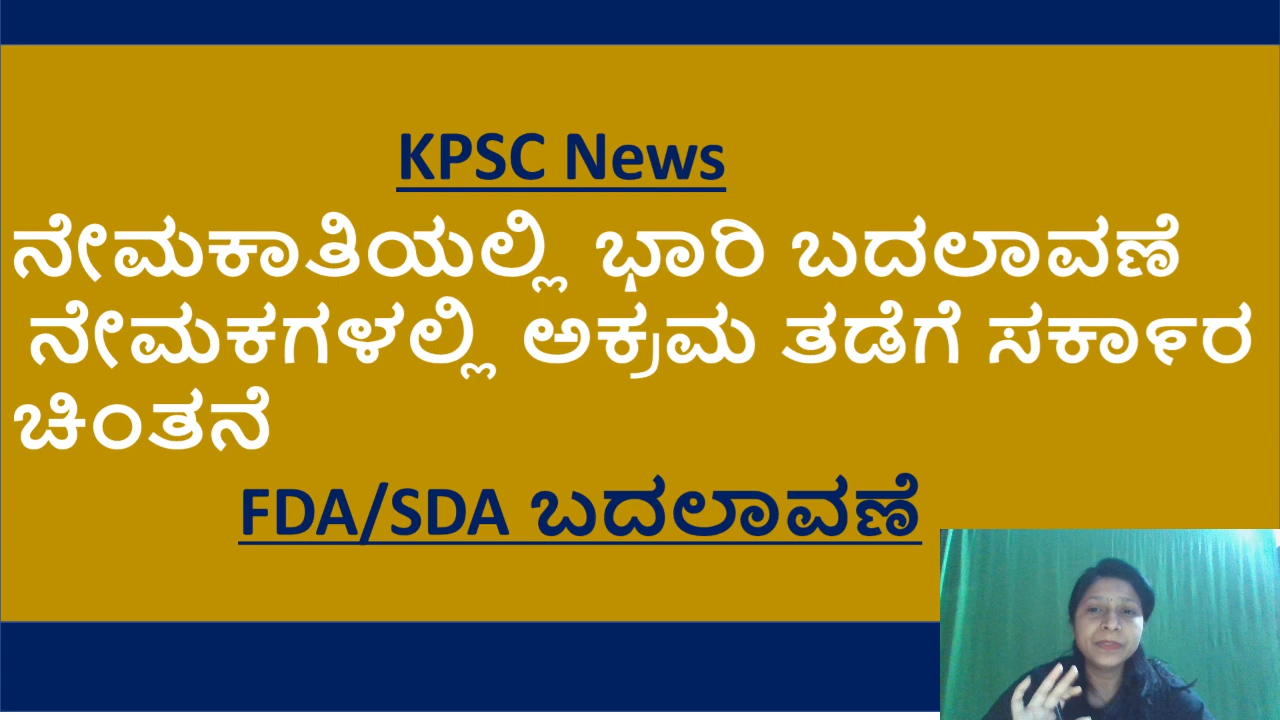 KPSC News
ನೇಮಕಾತಿಯಲ್ಲಿ ಭಾರಿ ಬದಲಾವಣೆ
ನೇಮಕಗಳಲ್ಲಿ ಅಕ್ರಮ ತಡೆಗೆ ಸರ್ಕಾರ
ಚಿಂತನೆ
FDA/SDA ಬದಲಾವಣೆ